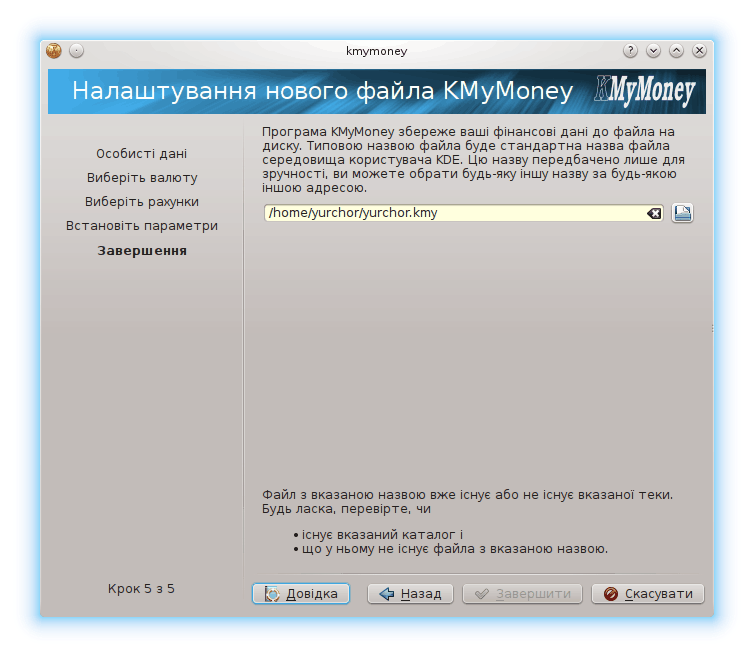 kmymoney
Налаштування нового файла KMyMoney
KMyMoney
Особисті дані
Виберіть валюту
Виберіть рахунки
Встановіть параметри
Завершення
Програма KMyMoney збереже ваші фінансові дані до файла на
диску. Типовою назвою файла буде стандартна назва файла
середовища користувача KDE. Цю назву передбачено лише для
зручності, ви можете обрати будь-яку іншу назву за будь-якою
іншою адресою.
/home/yurchor/yurchor.kmy
Файл з вказаною назвою вже існує або не існує вказаної теки.
Будь ласка, перевірте, чи
• існує вказаний каталог і
• що у ньому не існує файла з вказаною назвою.
Крок 5 з 5
Довідка
Назад
Завершити
Скасувати